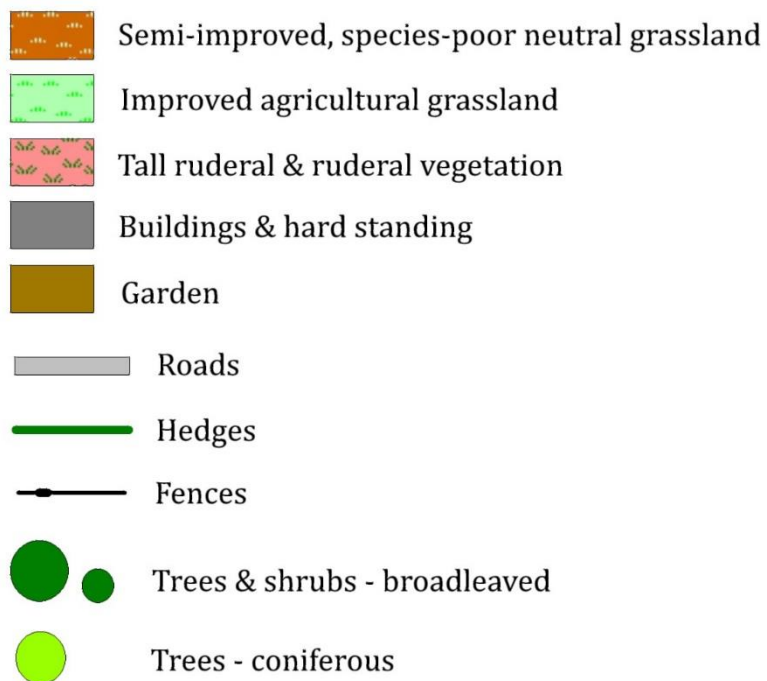 Semi-improved, species-poor neutral grassland
Improved agricultural grassland
Tall ruderal & ruderal vegetation
Buildings & hard standing
Garden
Roads
Hedges
Fences
Trees & shrubs - broadleaved
Trees - coniferous